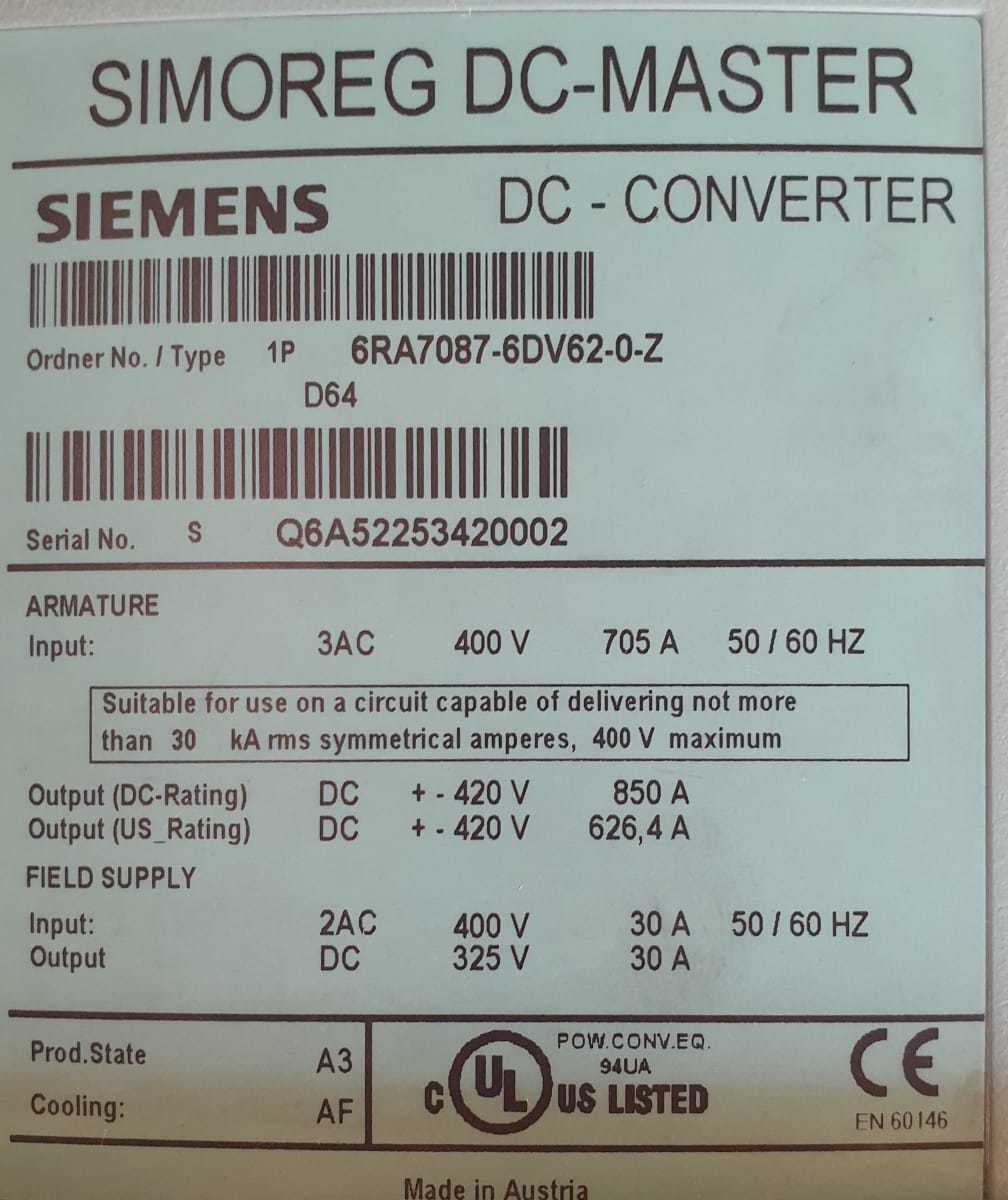 SIMOREG DC-MASTER
SIEMENS DC - CONVERTER
Ordner No. / Type 1P 6RA7087-6DV62-0-Z
D64
Serial No. S Q6A52253420002
ARMATURE
Input: 3AC 400 V 705 A 50 / 60 HZ
Suitable for use on a circuit capable of delivering not more
than 30 kA rms symmetrical amperes, 400 V maximum
Output (DC-Rating) DC + - 420 V 850 A
Output (US_Rating) DC + - 420 V 626,4 A
FIELD SUPPLY
Input: 2AC 400 V 30 A 50 / 60 HZ
Output DC 325 V 30 A
Prod.State A3
Cooling: AF
C UL US LISTED
POW.CONV.EQ.
94UA
CE
EN 60146
Made in Austria